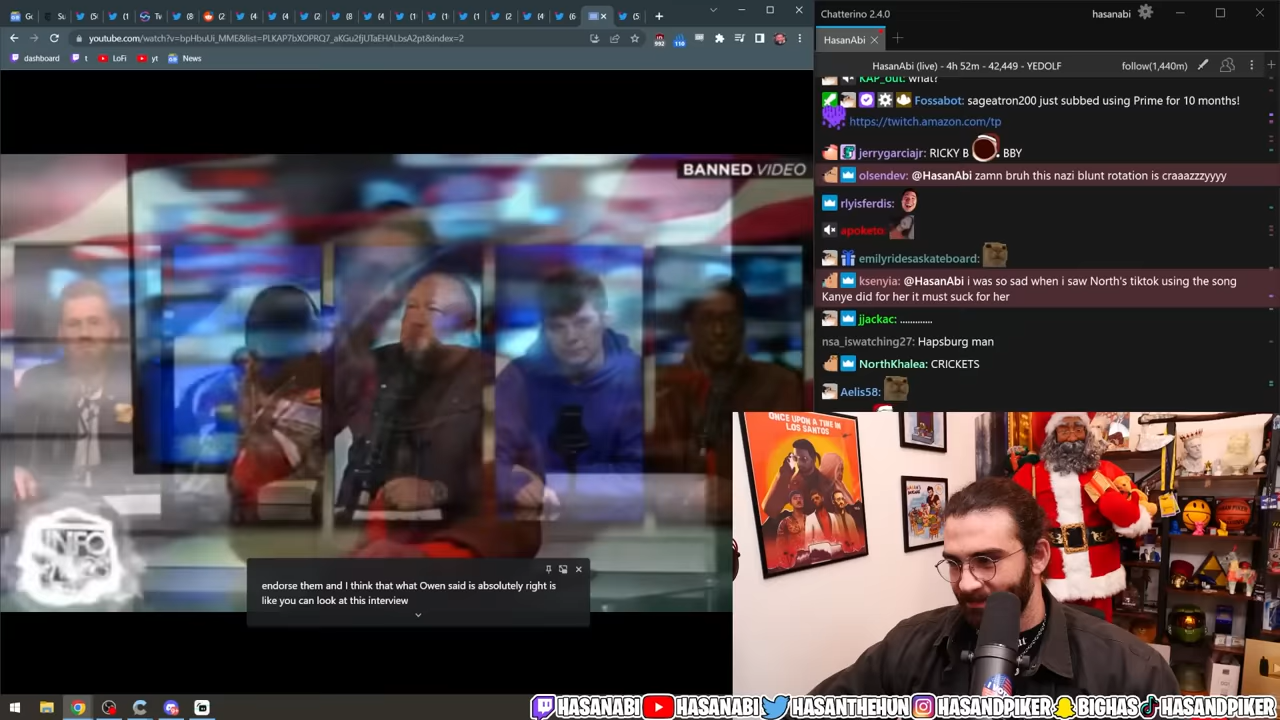 Chatterino 2.4.0
hasanabi
youtube.com/watch?v=bpHbuUi_MME&list=PLKAP7bXOPRQ7_aKGu2fjUTaEHALbsA2pt&index=2
992
110
HasanAbi
dashboard
t
LoFi
yt
News
HasanAbi (live) - 4h 52m - 42,449 - YEDOLF
follow(1,440m)
KAP_out: what?
Fossabot: sageatron200 just subbed using Prime for 10 months!
https://twitch.amazon.com/tp
jerrygarciajr: RICKY B BBY
BANNED.VIDEO
olsendev: @HasanAbi zamn bruh this nazi blunt rotation is craaazzzyyyy
rlyisferdis:
apoketo
emilyridesaskateboard:
ksenyia: @HasanAbi i was so sad when i saw North's tiktok using the song
Kanye did for her it must suck for her
jjackac: .............
nsa_iswatching27: Hapsburg man
NorthKhalea: CRICKETS
Aelis58:
ONCE UPON A TIME IN
LOS SANTOS
INFO
endorse them and I think that what Owen said is absolutely right is
like you can look at this interview
HASANABI HASANABI HASANTHEHUN HASANDPIKER BIGHAS HASANDPIKER